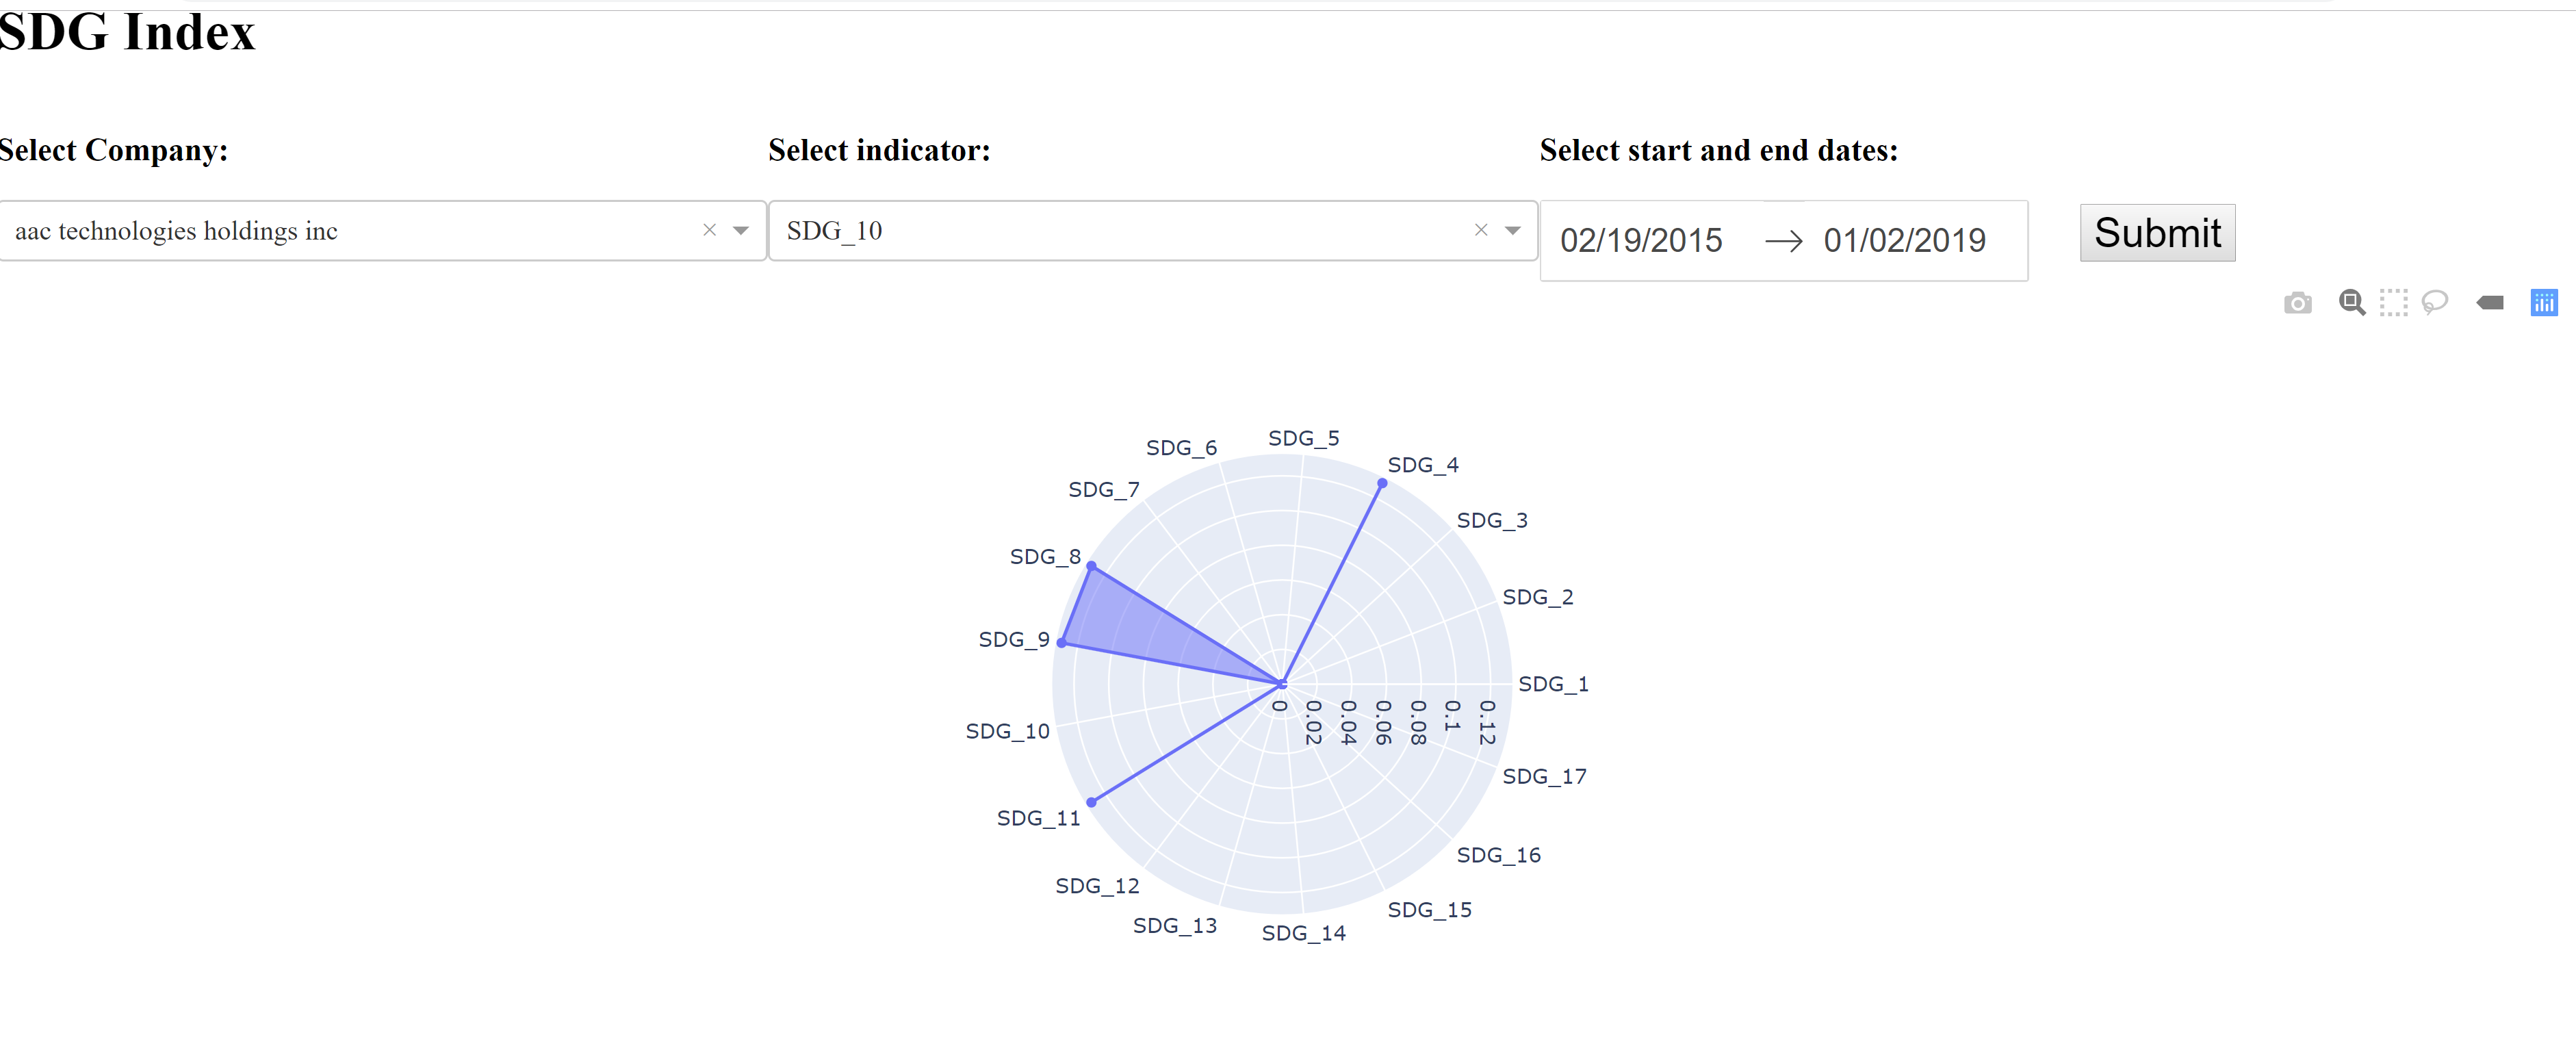 SDG Index
Select Company:
Select indicator:
Select start and end dates:
aac technologies holdings inc
SDG_10
02/19/2015
01/02/2019
Submit
SDG_5
SDG_6
SDG_4
SDG_7
SDG_3
SDG_8
SDG_2
SDG_9
SDG_1
0
0.02
0.04
0.06
0.08
0.1
0.12
SDG_10
SDG_17
SDG_11
SDG_16
SDG_12
SDG_15
SDG_13
SDG_14